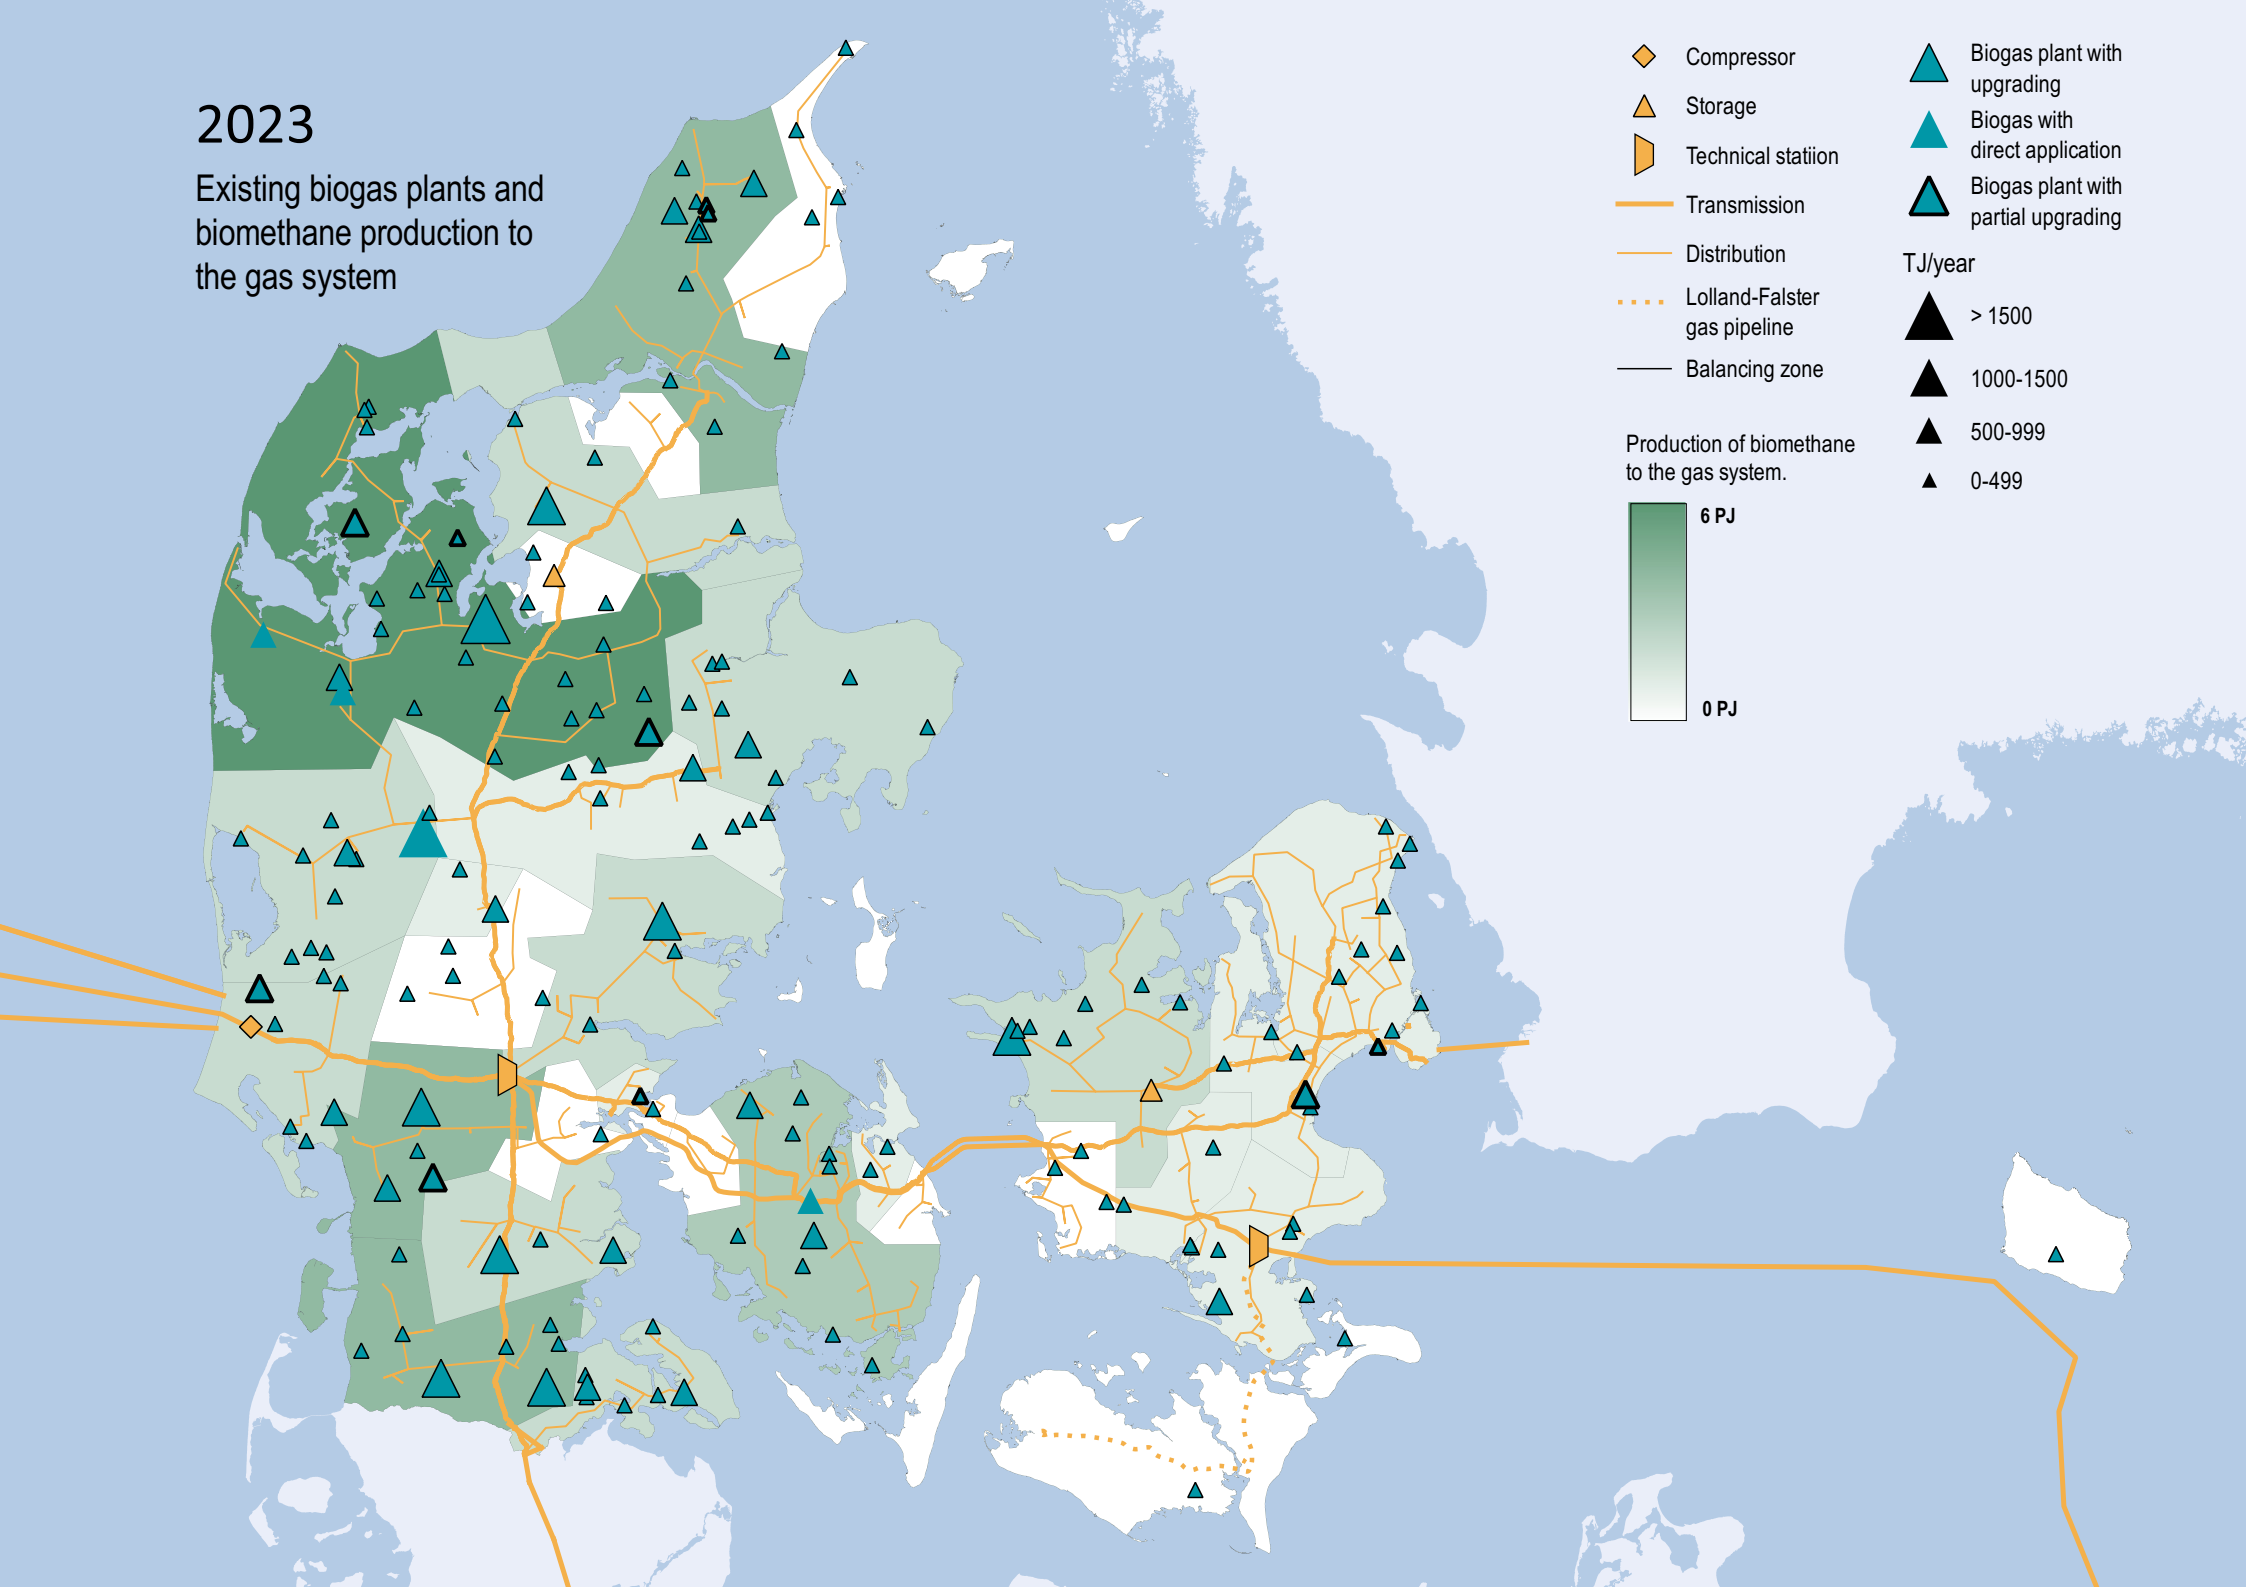 2023
Existing biogas plants and
biomethane production to
the gas system
Compressor
Storage
Technical statiion
Transmission
Distribution
Lolland-Falster
gas pipeline
Balancing zone
Production of biomethane
to the gas system.
6 PJ
0 PJ
Biogas plant with
upgrading
Biogas with
direct application
Biogas plant with
partial upgrading
TJ/year
> 1500
1000-1500
500-999
0-499